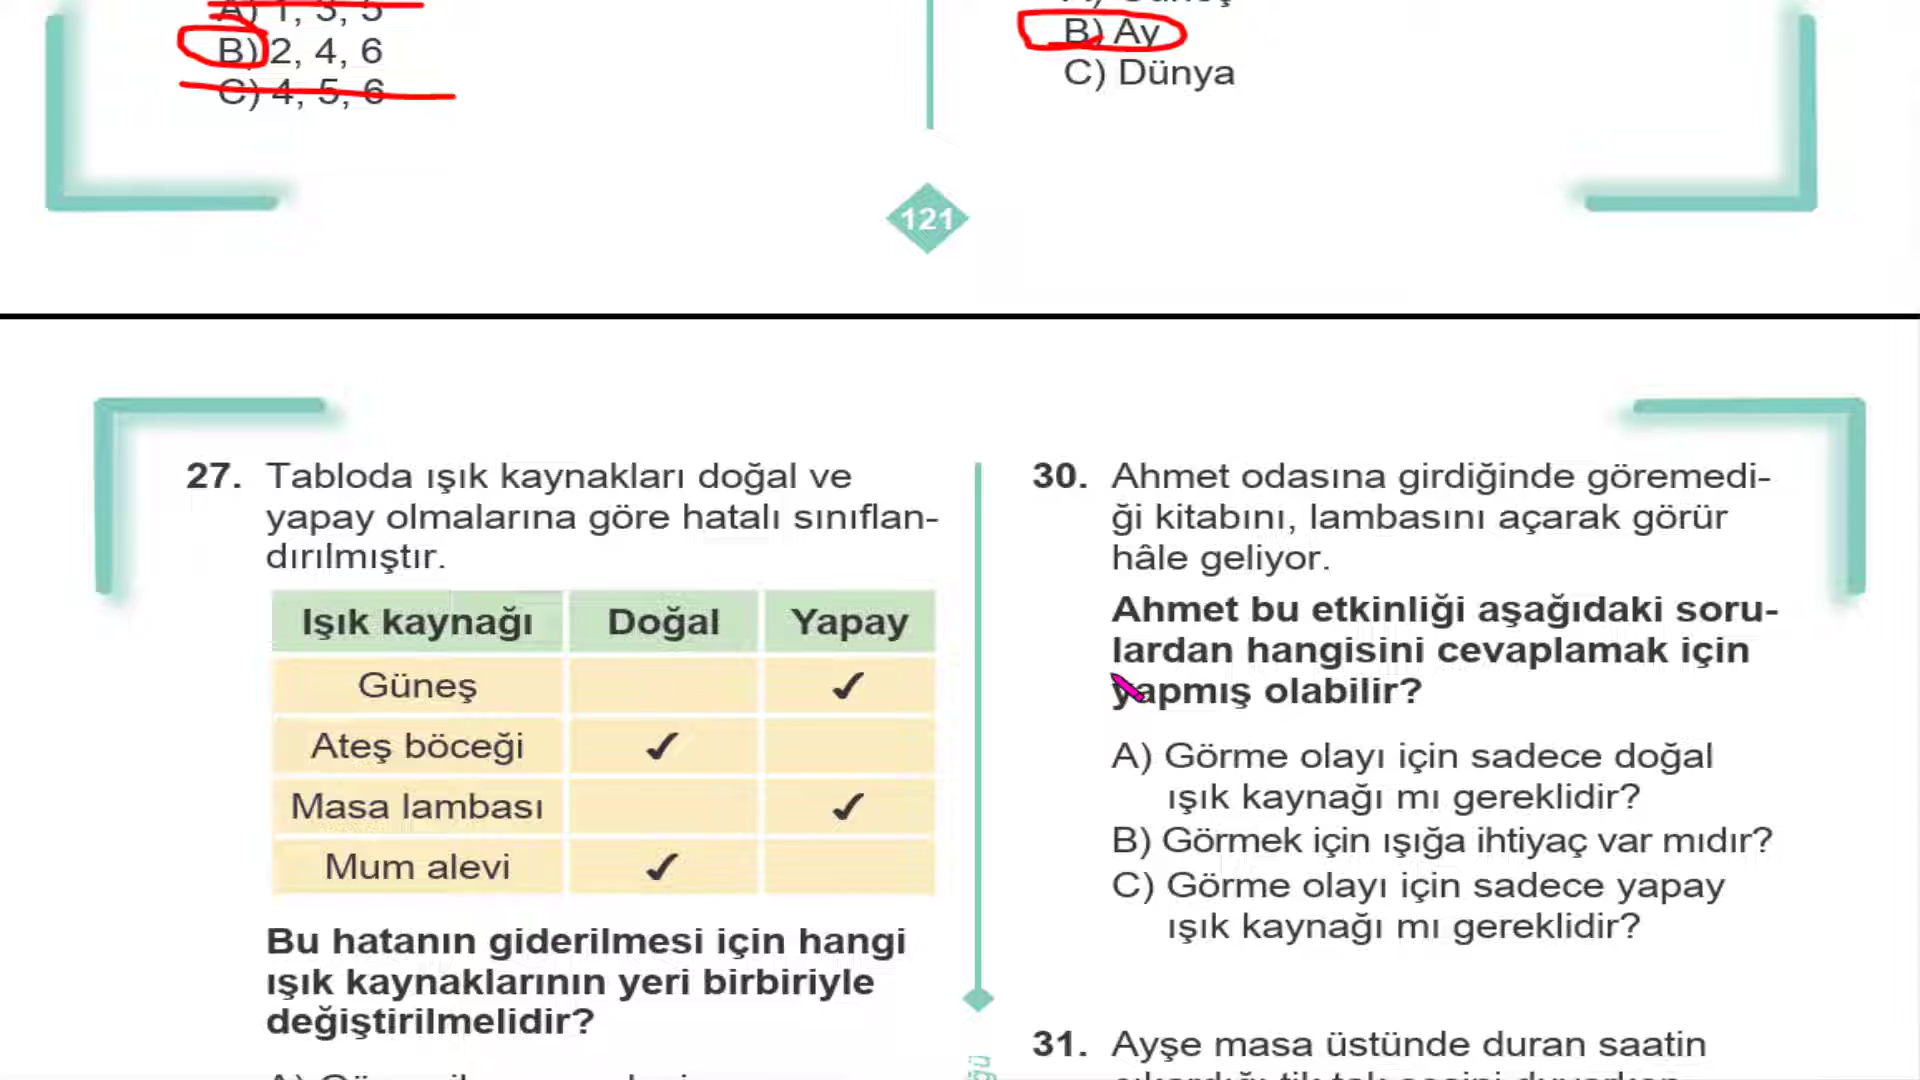 A) 1, 3, 5
B) 2, 4, 6
C) 4, 5, 6
B) Ay
C) Dünya
121
27. Tabloda ışık kaynakları doğal ve
yapay olmalarına göre hatalı sınıflan-
dırılmıştır.
Işık kaynağı Doğal Yapay
Güneş ✓
Ateş böceği ✓
Masa lambası ✓
Mum alevi ✓
Bu hatanın giderilmesi için hangi
ışık kaynaklarının yeri birbiriyle
değiştirilmelidir?
30. Ahmet odasına girdiğinde göremedi-
ği kitabını, lambasını açarak görür
hâle geliyor.
Ahmet bu etkinliği aşağıdaki soru-
lardan hangisini cevaplamak için
yapmış olabilir?
A) Görme olayı için sadece doğal
ışık kaynağı mı gereklidir?
B) Görmek için ışığa ihtiyaç var mıdır?
C) Görme olayı için sadece yapay
ışık kaynağı mı gereklidir?
31. Ayşe masa üstünde duran saatin